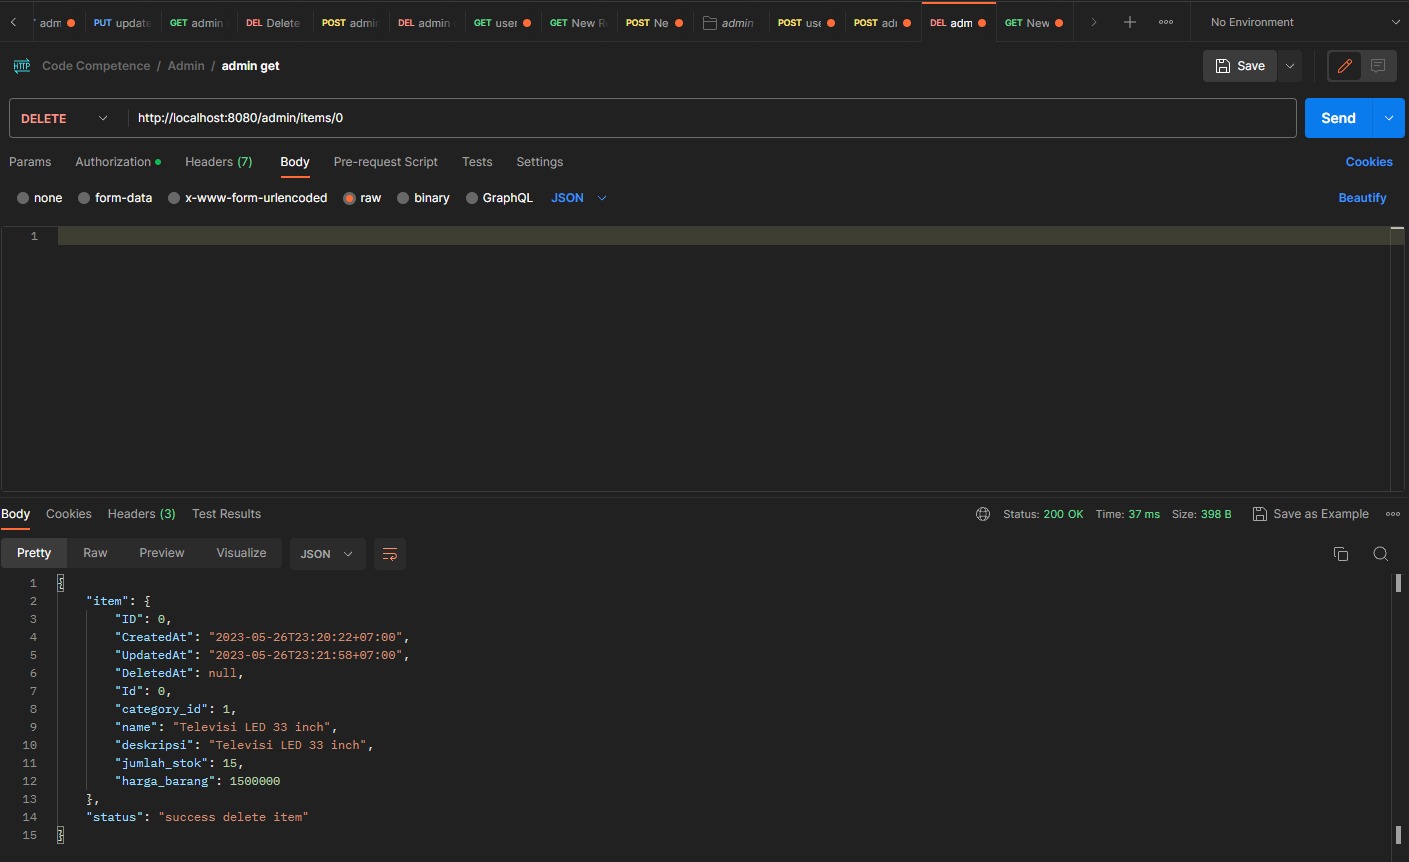 adm PUT update GET admin DEL Delete POST admin DEL admin GET user GET New R POST Ne admin POST use POST adm DEL adm GET New No Environment
HTTP Code Competence / Admin / admin get Save
DELETE http://localhost:8080/admin/items/0 Send
Params Authorization Headers (7) Body Pre-request Script Tests Settings Cookies
none form-data x-www-form-urlencoded raw binary GraphQL JSON Beautify
1
Body Cookies Headers (3) Test Results Status: 200 OK Time: 37 ms Size: 398 B Save as Example
Pretty Raw Preview Visualize JSON
1 {
2 "item": {
3 "ID": 0,
4 "CreatedAt": "2023-05-26T23:20:22+07:00",
5 "UpdatedAt": "2023-05-26T23:21:58+07:00",
6 "DeletedAt": null,
7 "Id": 0,
8 "category_id": 1,
9 "name": "Televisi LED 33 inch",
10 "deskripsi": "Televisi LED 33 inch",
11 "jumlah_stok": 15,
12 "harga_barang": 1500000
13 },
14 "status": "success delete item"
15 }